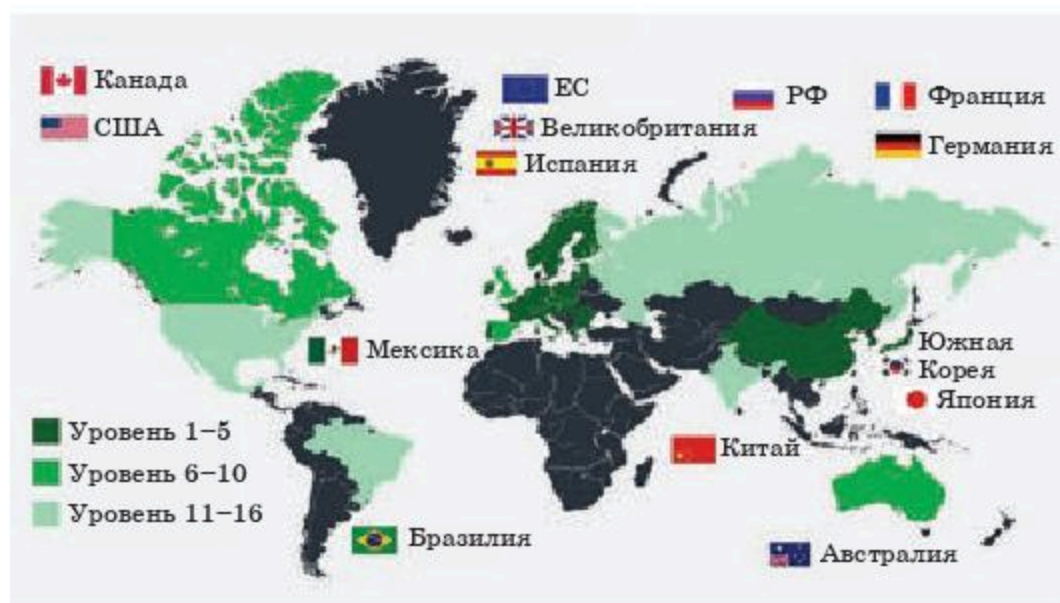 Канада
США
ЕС
Великобритания
Испания
РФ
Франция
Германия
Мексика
Южная
Корея
Япония
Китай
Уровень 1–5
Уровень 6–10
Уровень 11–16
Бразилия
Австралия